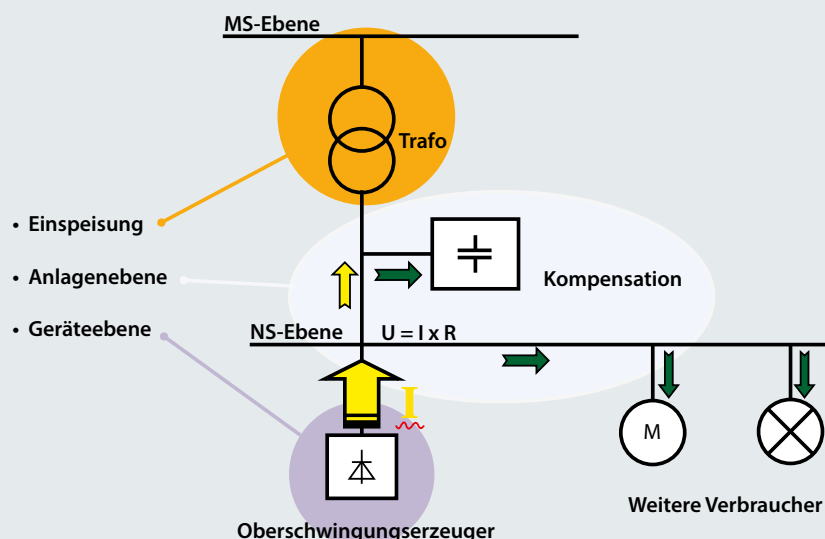 MS-Ebene
Trafo
• Einspeisung
• Anlagenebene
Kompensation
• Geräteebene
NS-Ebene
U = I x R
I
M
Weitere Verbraucher
Oberschwingungserzeuger